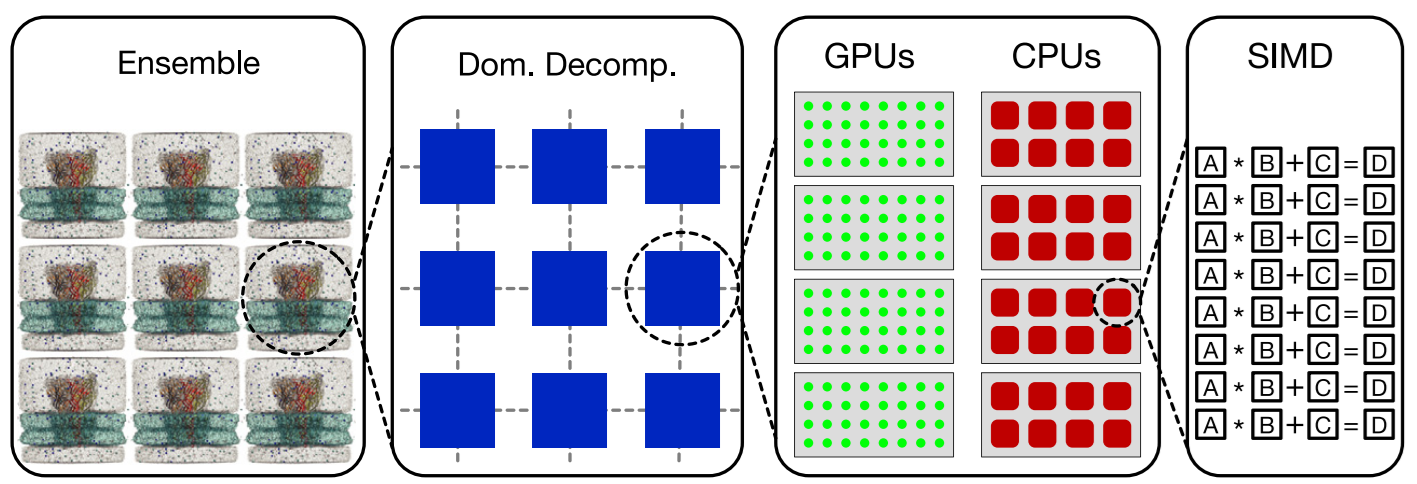 Ensemble
Dom. Decomp.
GPUs
CPUs
SIMD
A * B + C = D
A * B + C = D
A * B + C = D
A * B + C = D
A * B + C = D
A * B + C = D
A * B + C = D
A * B + C = D